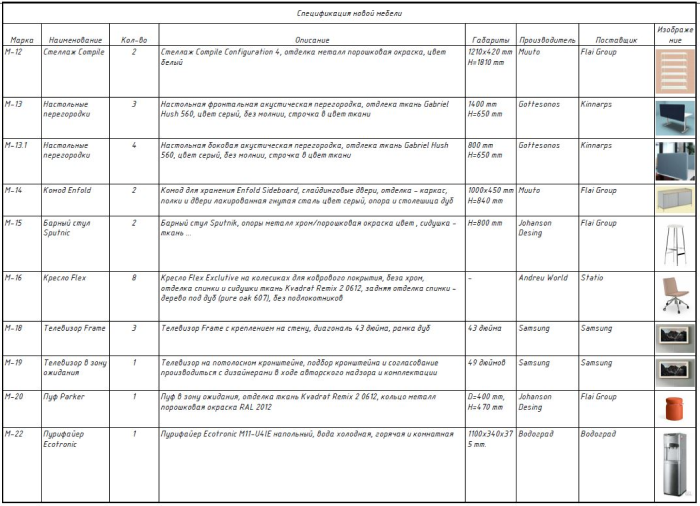 Спецификация новой мебели
Марка Наименование Кол-во Описание Габариты Производитель Поставщик Изображе
ние
М-12 Стеллаж Compile 2 Стеллаж Compile Configuration 4, отделка металл порошковая окраска, цвет 1210x420 mm Muuto Flai Group
белый H=1810 mm
М-13 Настольные 3 Настольная фронтальная акустическая перегородка, отдлека ткань Gabriel 1400 mm Gottesonos Kinnarps
перегородки Hush 560, цвет серый, без молнии, строчка в цвет ткани H=650 mm
М-13.1 Настольные 4 Настольная боковая акустическая перегородка, отдлека ткань Gabriel Hush 800 mm Gottesonos Kinnarps
перегородки 560, цвет серый, без молнии, строчка в цвет ткани H=650 mm
М-14 Комод Enfold 2 Комод для хранения Enfold Sideboard, слайдинговые двери, отделка - каркас, 1000x450 mm Muuto Flai Group
полки и двери лакированная гнутая сталь цвет серый, опора и столешица дуб H=840 mm
М-15 Барный стул 2 Барный стул Sputnik, опоры металл хром/порошковая окраска цвет , сидушка - H=800 mm Johanson Flai Group
Sputnic ткань ... Desing
М-16 Кресло Flex 8 Кресло Flex Exclutive на колесиках для коврового покрытия, беза хром, - Andreu World Statio
отделка спинки и сидушки ткань Kvadrat Remix 2 0612, задняя отделка спинки -
дерево под дуб (pure oak 607), без подлокотников
М-18 Телевизор Frame 3 Телевизор Frame с креплением на стену, диагональ 43 дюйма, рамка дуб 43 дюйма Samsung Samsung
М-19 Телевизор в зону 1 Телевизор на потолосном кронштейне, подбор кронштейна и согласование 49 дюймов Samsung Samsung
ожидания производиться с дизайнерами в ходе авторского надзора и комплектации
М-20 Пуф Parker 1 Пуф в зону ожидания, отделка ткань Kvadrat Remix 2 0612, кольцо металл D=400 mm, Johanson Flai Group
порошковая окраска RAL 2012 H=470 mm Desing
М-22 Пурифайер 1 Пурифайер Ecotronic M11-U4IE напольный, вода холодная, горячая и комнатная 1100x340x37 Водоград Водоград
Ecotronic 5 mm.